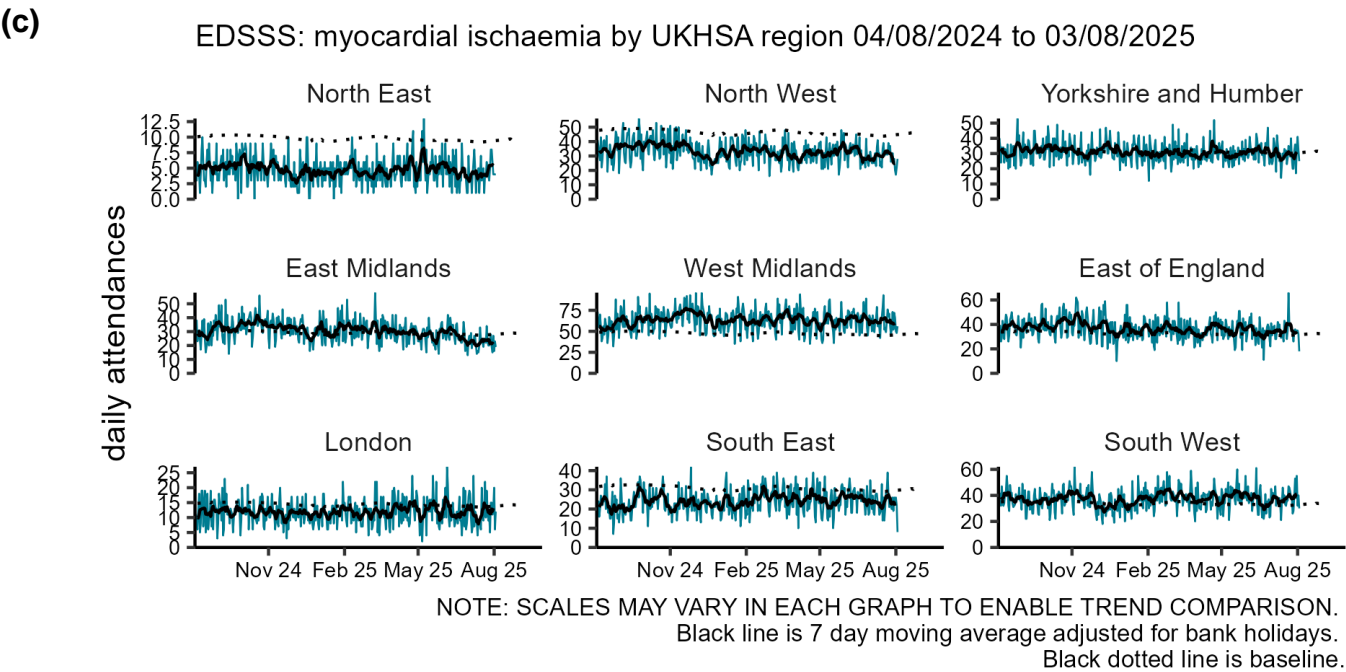 (c)
EDSSS: myocardial ischaemia by UKHSA region 04/08/2024 to 03/08/2025
daily attendances
North East
12.5
10.0
7.5
5.0
2.5
0.0
North West
50
40
30
20
10
0
Yorkshire and Humber
50
40
30
20
10
0
East Midlands
50
40
30
20
10
0
West Midlands
75
50
25
0
East of England
60
40
20
0
London
25
20
15
10
5
0
Nov 24 Feb 25 May 25 Aug 25
South East
40
30
20
10
0
Nov 24 Feb 25 May 25 Aug 25
South West
60
40
20
0
Nov 24 Feb 25 May 25 Aug 25
NOTE: SCALES MAY VARY IN EACH GRAPH TO ENABLE TREND COMPARISON.
Black line is 7 day moving average adjusted for bank holidays.
Black dotted line is baseline.